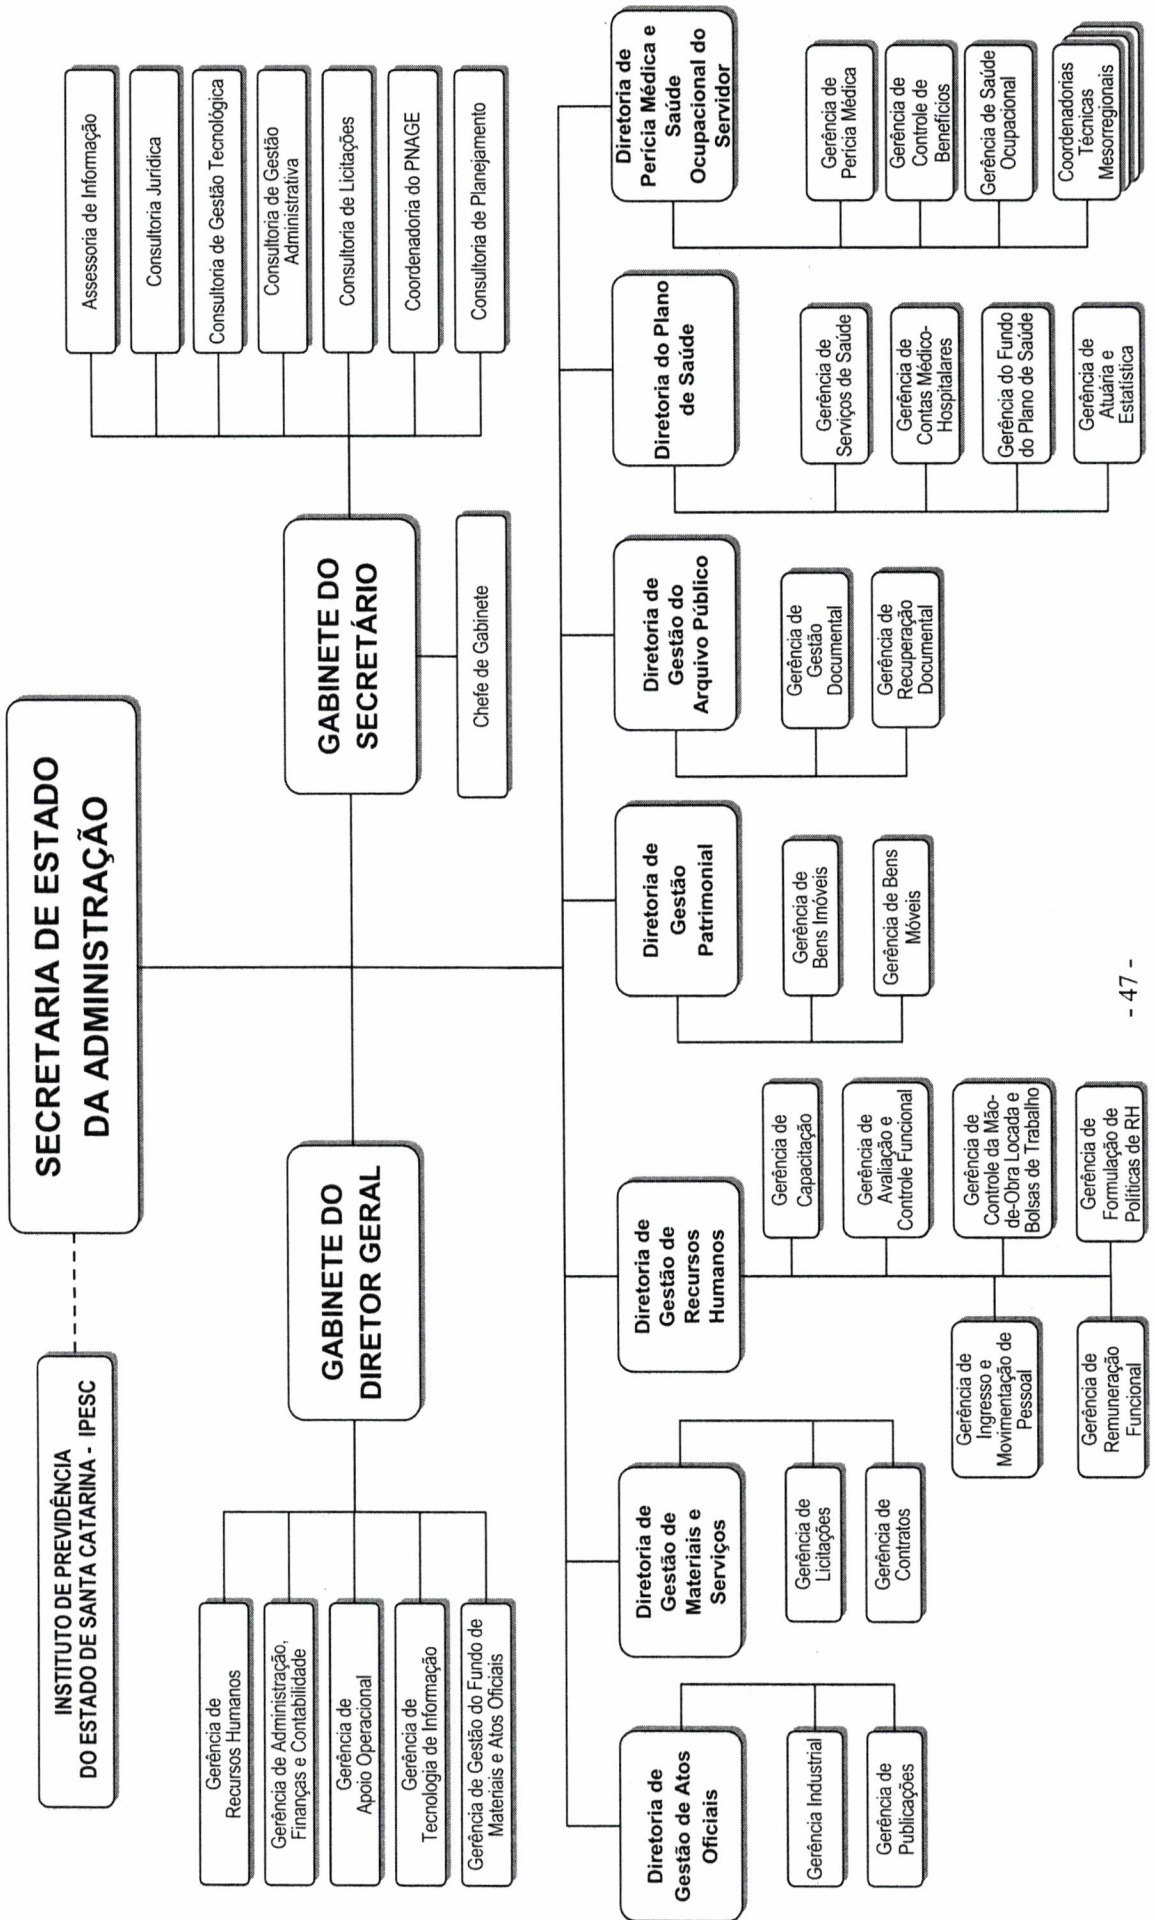 SECRETARIA DE ESTADO
DA ADMINISTRAÇÃO
INSTITUTO DE PREVIDÊNCIA
DO ESTADO DE SANTA CATARINA - IPESC
GABINETE DO
DIRETOR GERAL
GABINETE DO
SECRETÁRIO
Chefe de Gabinete
Gerência de
Recursos Humanos
Gerência de Administração,
Finanças e Contabilidade
Gerência de
Apoio Operacional
Gerência de
Tecnologia de Informação
Gerência de Gestão do Fundo de
Materiais e Atos Oficiais
Assessoria de Informação
Consultoria Jurídica
Consultoria de Gestão Tecnológica
Consultoria de Gestão
Administrativa
Consultoria de Licitações
Coordenadoria do PNAGE
Consultoria de Planejamento
Diretoria de
Gestão de Atos
Oficiais
Gerência Industrial
Gerência de
Publicações
Diretoria de
Gestão de
Materiais e
Serviços
Gerência de
Licitações
Gerência de
Contratos
Diretoria de
Gestão de
Recursos
Humanos
Gerência de
Capacitação
Gerência de
Avaliação e
Controle Funcional
Gerência de
Ingresso e
Movimentação de
Pessoal
Gerência de
Controle da Mão-
de-Obra Locada e
Bolsas de Trabalho
Gerência de
Remuneração
Funcional
Gerência de
Formulação de
Políticas de RH
Diretoria de
Gestão
Patrimonial
Gerência de
Bens Imóveis
Gerência de Bens
Móveis
Diretoria de
Gestão do
Arquivo Público
Gerência de
Gestão
Documental
Gerência de
Recuperação
Documental
Diretoria do Plano
de Saúde
Gerência de
Serviços de Saúde
Gerência de
Contas Médico-
Hospitalares
Gerência do Fundo
do Plano de Saúde
Gerência de
Atuária e
Estatística
Diretoria de
Perícia Médica e
Saúde
Ocupacional do
Servidor
Gerência de
Perícia Médica
Gerência de
Controle de
Benefícios
Gerência de Saúde
Ocupacional
Coordenadorias
Técnicas
Mesorregionais
- 47 -